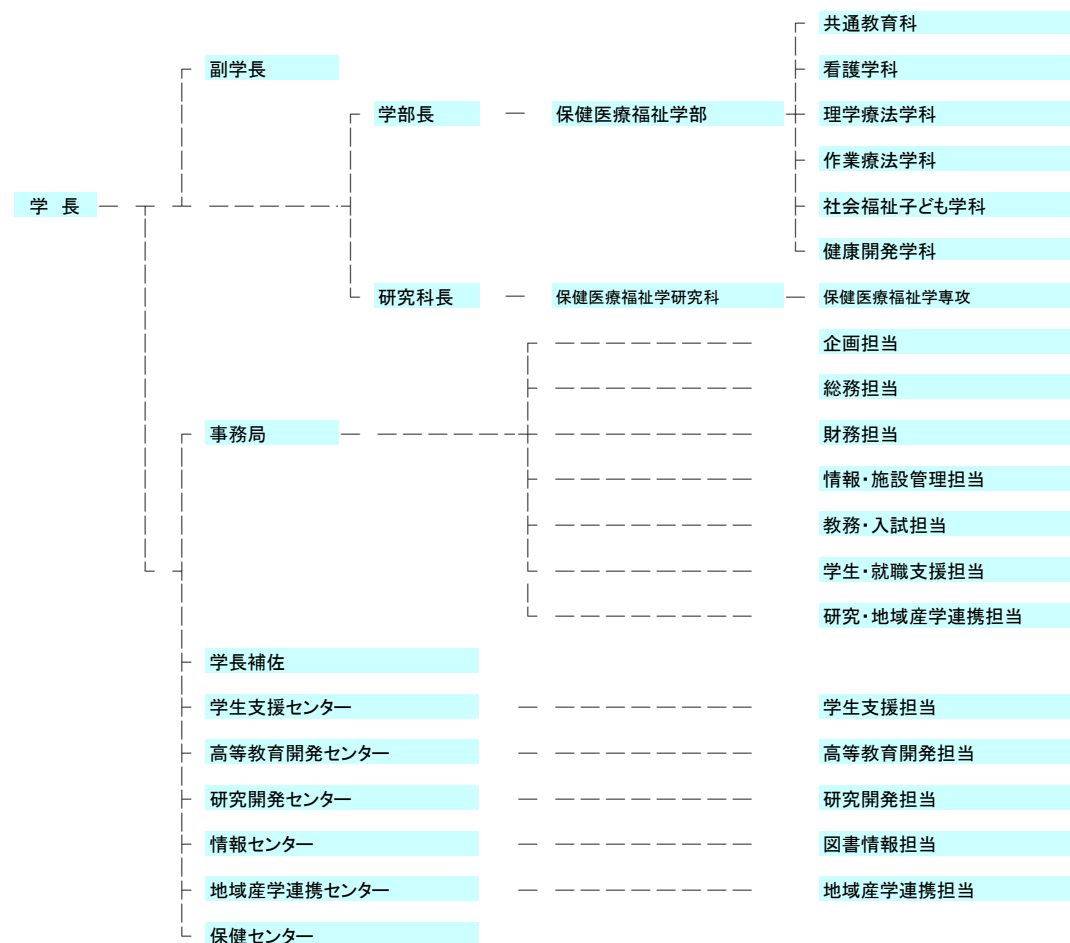 共通教育科
副学長
看護学科
学部長
保健医療福祉学部
理学療法学科
作業療法学科
学 長
社会福祉子ども学科
健康開発学科
研究科長
保健医療福祉学研究科
保健医療福祉学専攻
企画担当
総務担当
事務局
財務担当
情報・施設管理担当
教務・入試担当
学生・就職支援担当
研究・地域産学連携担当
学長補佐
学生支援センター
学生支援担当
高等教育開発センター
高等教育開発担当
研究開発センター
研究開発担当
情報センター
図書情報担当
地域産学連携センター
地域産学連携担当
保健センター